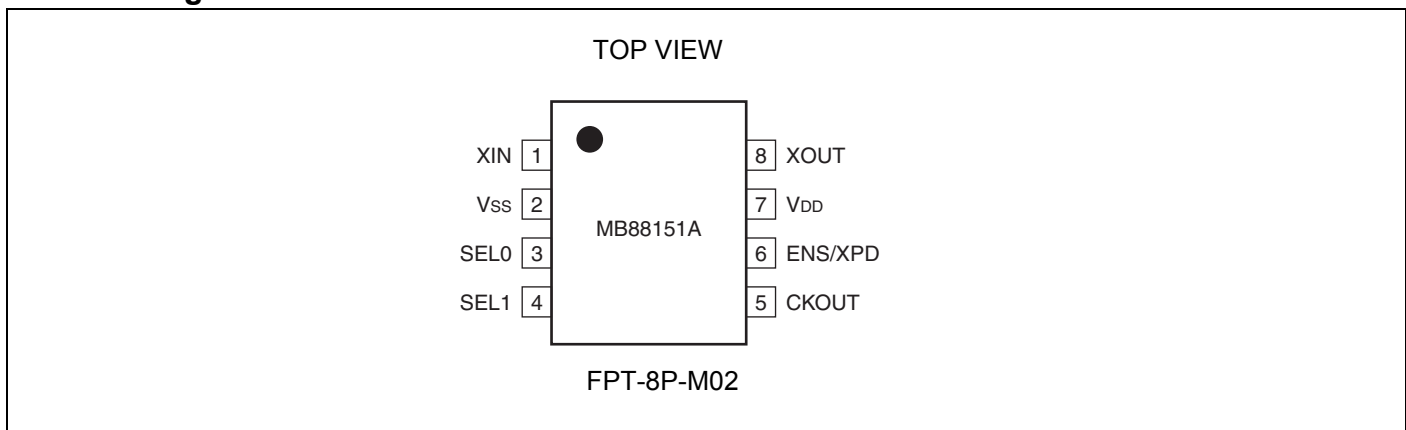 TOP VIEW
XIN 1
8 XOUT
Vss 2
7 VDD
MB88151A
SEL0 3
6 ENS/XPD
SEL1 4
5 CKOUT
FPT-8P-M02